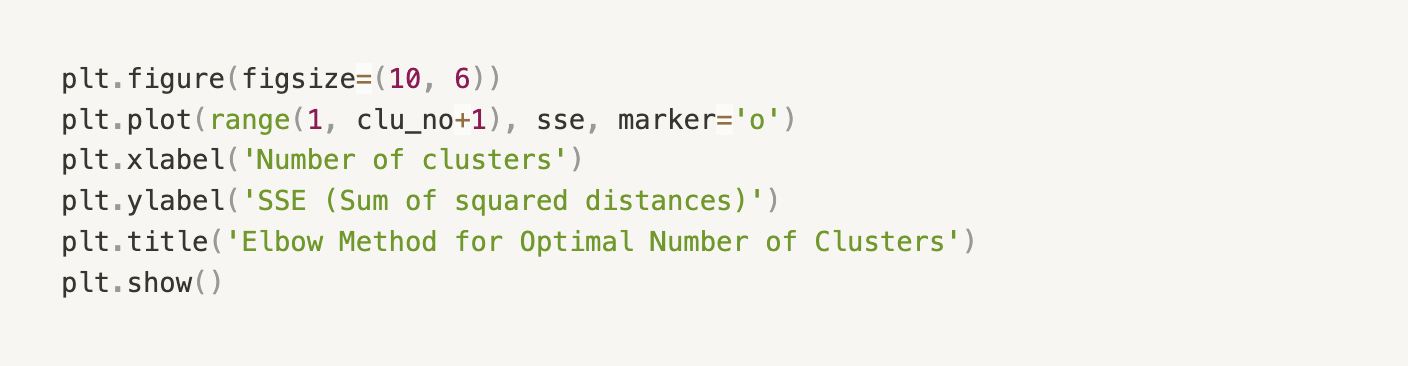 plt.figure(figsize=(10, 6))
plt.plot(range(1, clu_no+1), sse, marker='o')
plt.xlabel('Number of clusters')
plt.ylabel('SSE (Sum of squared distances)')
plt.title('Elbow Method for Optimal Number of Clusters')
plt.show()